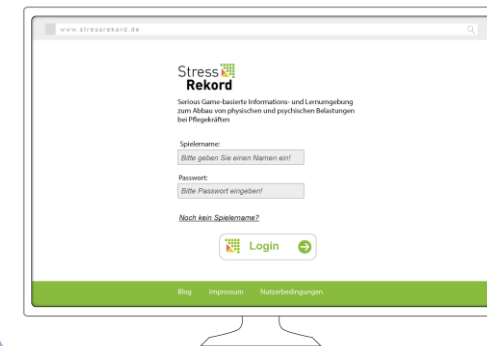 www.stressrekord.de
Stress
Rekord
Serious Game-basierte Informations- und Lernumgebung
zum Abbau von physischen und psychischen Belastungen
bei Pflegekräften
Spielername:
Bitte geben Sie einen Namen ein!
Passwort:
Bitte Passwort eingeben!
Noch kein Spielername?
Login
Blog Impressum Nutzerbedingungen